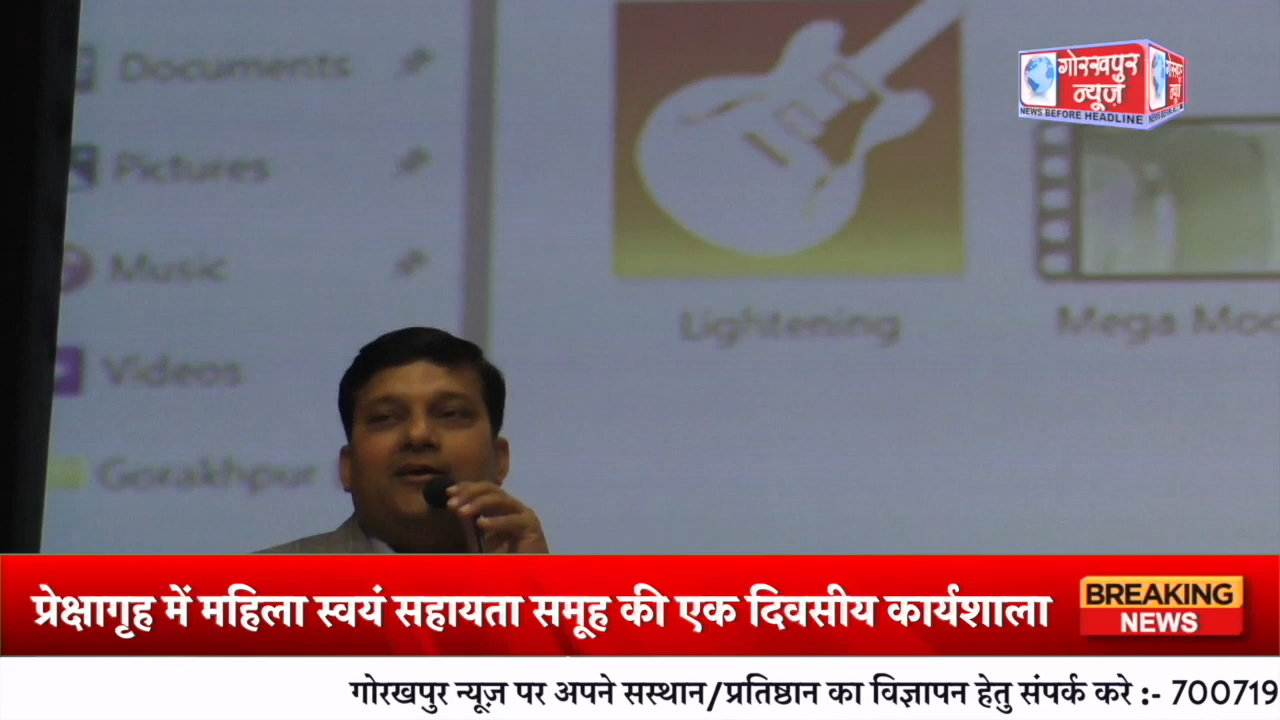 Documents
Pictures
Music
Videos
Gorakhpur
Lightening
Mega Moo
गोरखपुर
न्यूज़
NEWS BEFORE HEADLINE
प्रेक्षागृह में महिला स्वयं सहायता समूह की एक दिवसीय कार्यशाला
BREAKING
NEWS
गोरखपुर न्यूज़ पर अपने सस्थान/प्रतिष्ठान का विज्ञापन हेतु संपर्क करे :- 700719